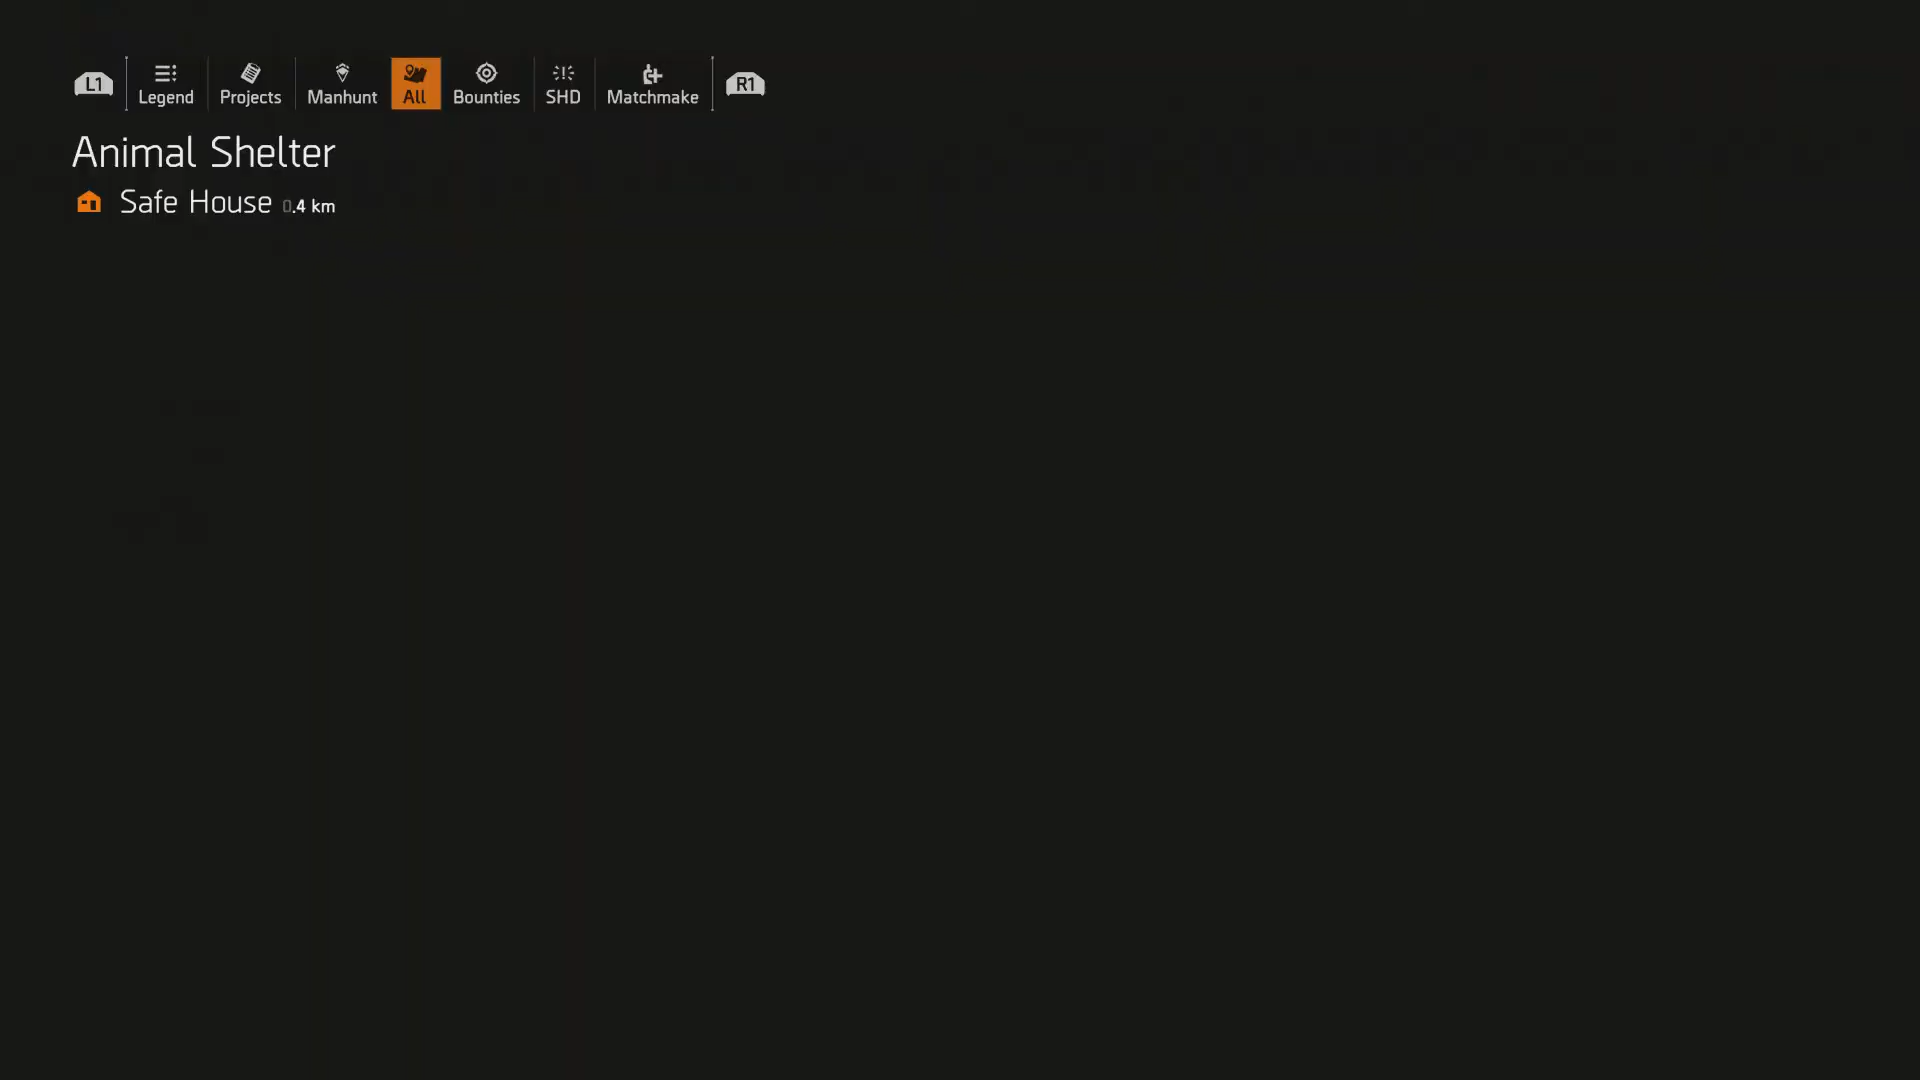 L1 Legend Projects Manhunt All Bounties SHD Matchmake R1
Animal Shelter
Safe House 0.4 km